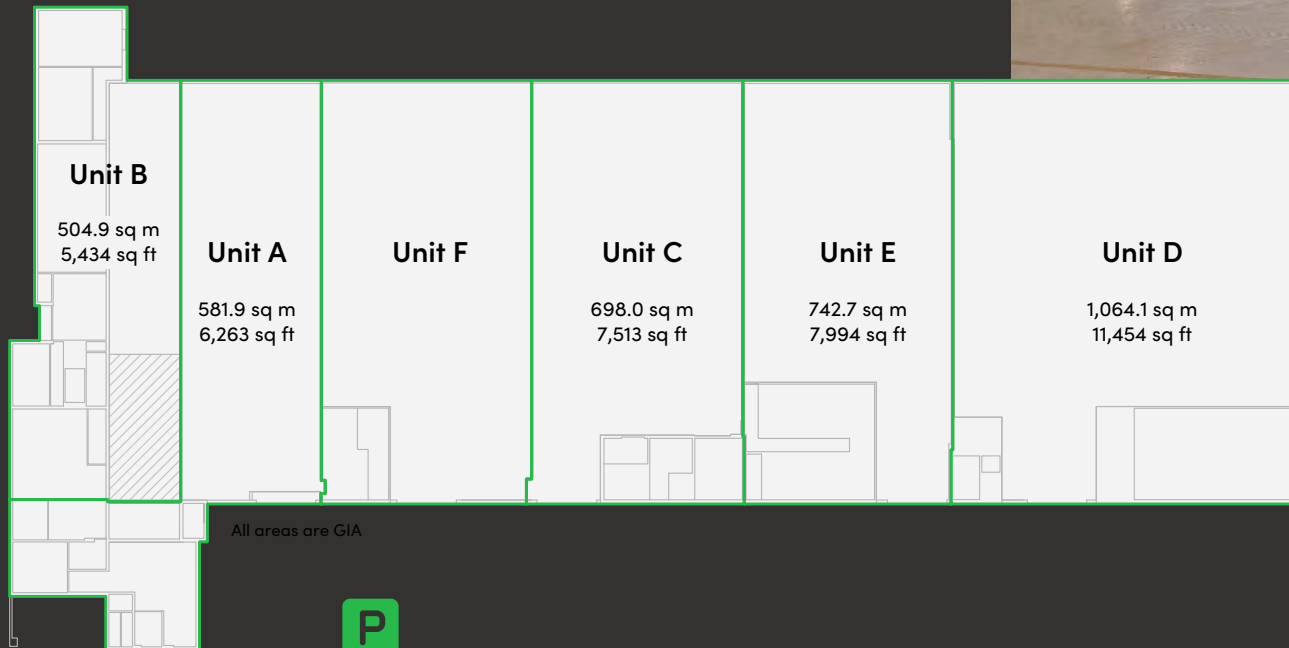 Unit B
504.9 sq m
5,434 sq ft
Unit A
581.9 sq m
6,263 sq ft
Unit F
Unit C
698.0 sq m
7,513 sq ft
Unit E
742.7 sq m
7,994 sq ft
Unit D
1,064.1 sq m
11,454 sq ft
All areas are GIA
P